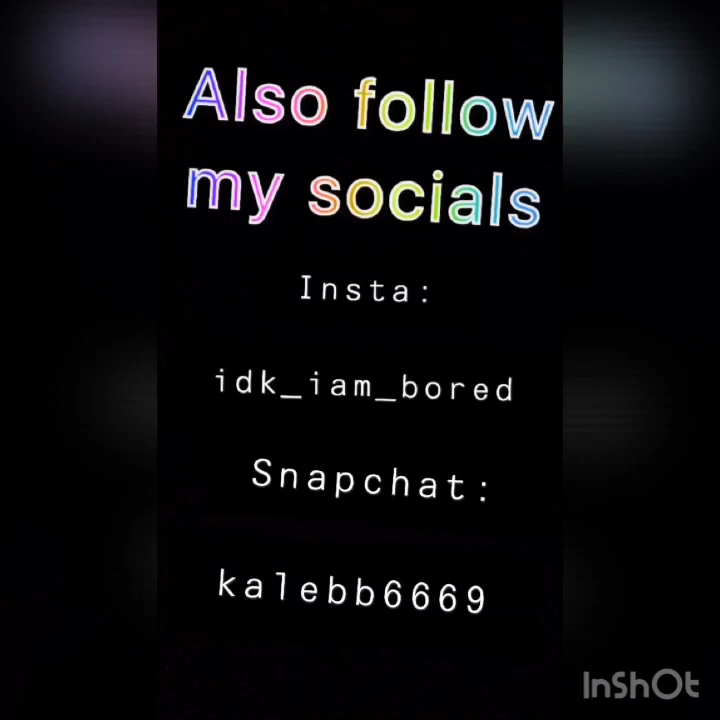 Also follow
my socials
Insta:
idk_iam_bored
Snapchat:
kalebb6669
InShOt